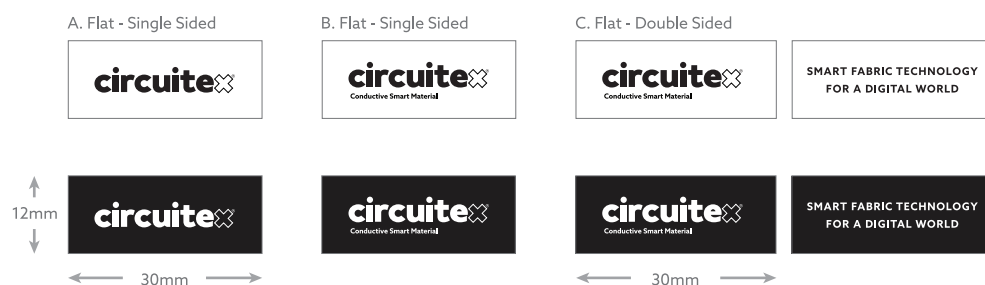 A. Flat - Single Sided
B. Flat - Single Sided
C. Flat - Double Sided
circuitex
circuitex
Conductive Smart Material
circuitex
Conductive Smart Material
SMART FABRIC TECHNOLOGY
FOR A DIGITAL WORLD
12mm
circuitex
circuitex
Conductive Smart Material
circuitex
Conductive Smart Material
SMART FABRIC TECHNOLOGY
FOR A DIGITAL WORLD
30mm
30mm